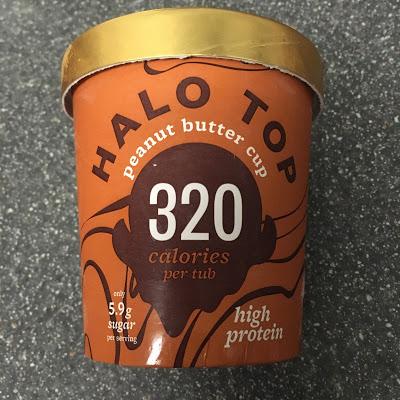 HALO TOP
peanut butter cup
320
calories
per tub
only
5.9g
sugar
per serving
high
protein